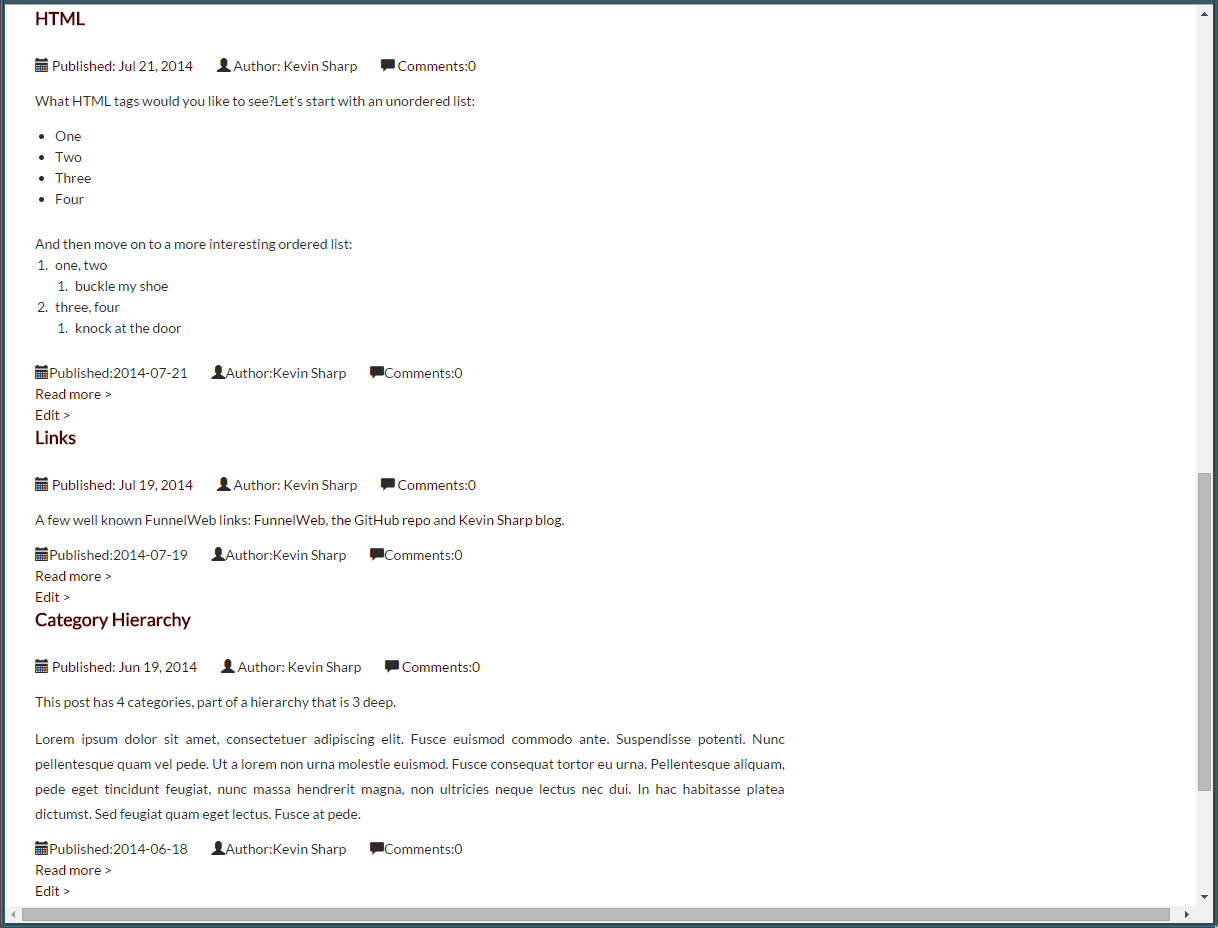 HTML
Published: Jul 21, 2014 Author: Kevin Sharp Comments:0
What HTML tags would you like to see?Let's start with an unordered list:
• One
• Two
• Three
• Four
And then move on to a more interesting ordered list:
1. one, two
1. buckle my shoe
2. three, four
1. knock at the door
Published:2014-07-21 Author:Kevin Sharp Comments:0
Read more >
Edit >
Links
Published: Jul 19, 2014 Author: Kevin Sharp Comments:0
A few well known FunnelWeb links: FunnelWeb, the GitHub repo and Kevin Sharp blog.
Published:2014-07-19 Author:Kevin Sharp Comments:0
Read more >
Edit >
Category Hierarchy
Published: Jun 19, 2014 Author: Kevin Sharp Comments:0
This post has 4 categories, part of a hierarchy that is 3 deep.
Lorem ipsum dolor sit amet, consectetuer adipiscing elit. Fusce euismod commodo ante. Suspendisse potenti. Nunc
pellentesque quam vel pede. Ut a lorem non urna molestie euismod. Fusce consequat tortor eu urna. Pellentesque aliquam,
pede eget tincidunt feugiat, nunc massa hendrerit magna, non ultricies neque lectus nec dui. In hac habitasse platea
dictumst. Sed feugiat quam eget lectus. Fusce at pede.
Published:2014-06-18 Author:Kevin Sharp Comments:0
Read more >
Edit >